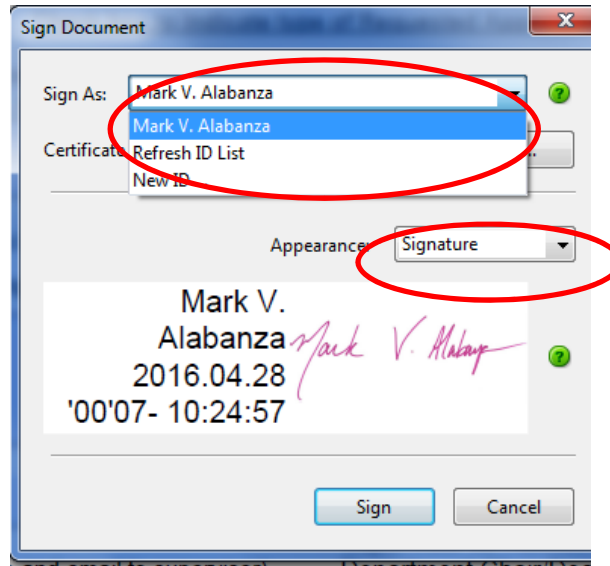 Sign Document
Sign As: Mark V. Alabanza
Mark V. Alabanza
Certificate Refresh ID List
New ID...
Appearance: Signature
Mark V.
Alabanza
2016.04.28
'00'07- 10:24:57
Mark V.
Sign Cancel